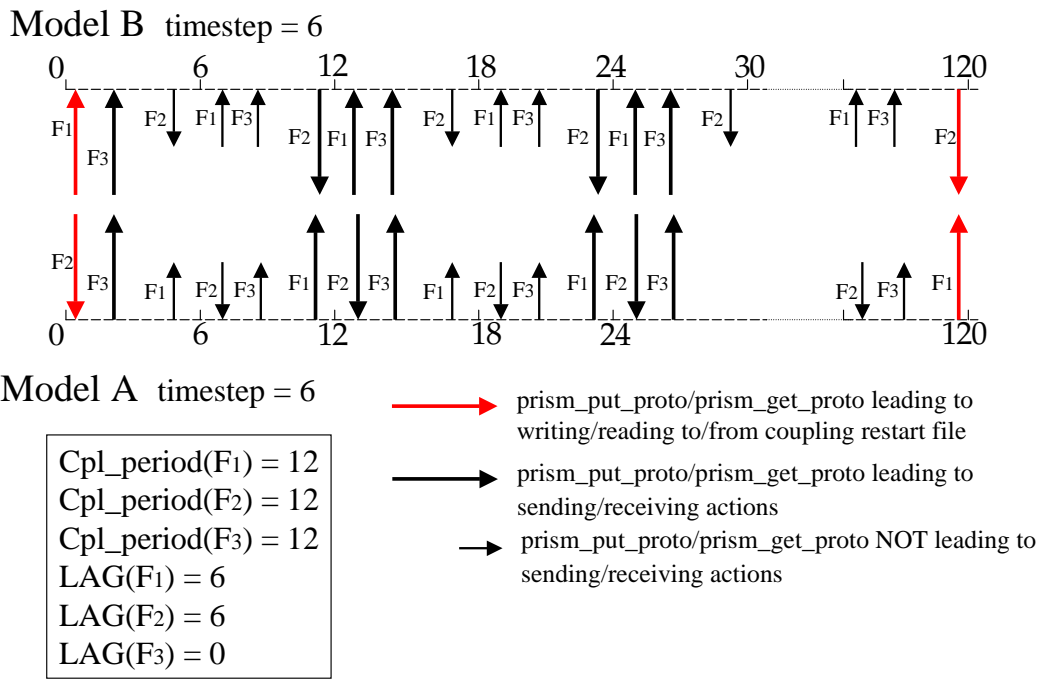 Model B timestep = 6
0 6 12 18 24 30 120
F1 F3 F2 F1 F3 F2 F1 F3 F2 F1 F3 F2 F1 F3 F2 F1 F3 F2
F2 F3 F1 F2 F3 F1 F2 F3 F1 F2 F3 F1 F2 F3 F2 F3 F1
0 6 12 18 24 120
Model A timestep = 6
prism_put_proto/prism_get_proto leading to
writing/reading to/from coupling restart file
prism_put_proto/prism_get_proto leading to
sending/receiving actions
prism_put_proto/prism_get_proto NOT leading to
sending/receiving actions
Cpl_period(F1) = 12
Cpl_period(F2) = 12
Cpl_period(F3) = 12
LAG(F1) = 6
LAG(F2) = 6
LAG(F3) = 0